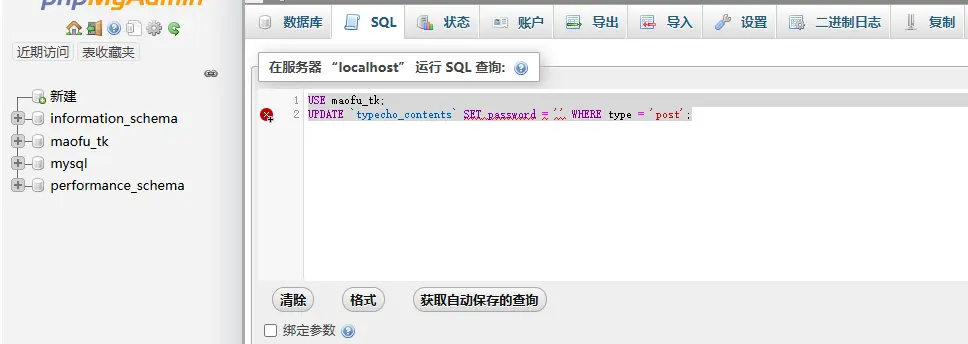 phpMyAdmin
近期访问 表收藏夹
新建
information_schema
maofu_tk
mysql
performance_schema
数据库 SQL 状态 账户 导出 导入 设置 二进制日志 复制
在服务器 “localhost” 运行 SQL 查询:
1 USE maofu_tk;
2 UPDATE `typecho_contents` SET password = '' WHERE type = 'post';
清除 格式 获取自动保存的查询
绑定参数